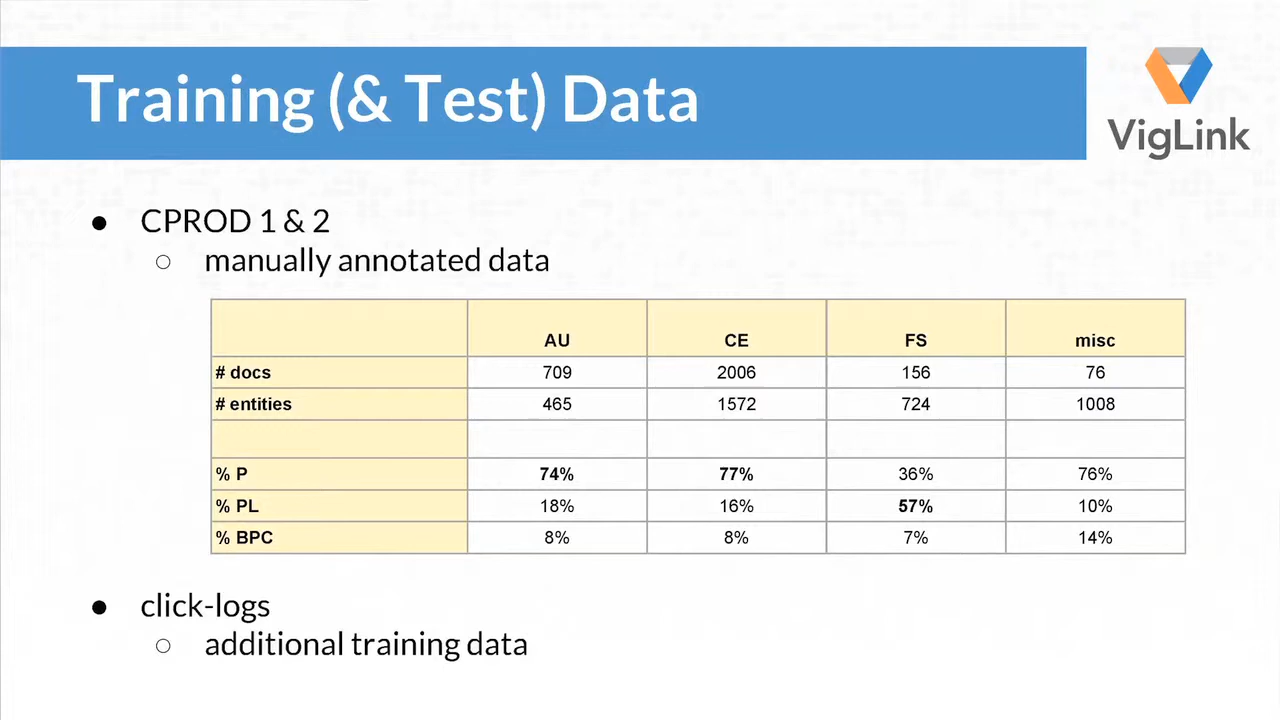 Training (& Test) Data
VigLink
● CPROD 1 & 2
○ manually annotated data
AU CE FS misc
# docs 709 2006 156 76
# entities 465 1572 724 1008
% P 74% 77% 36% 76%
% PL 18% 16% 57% 10%
% BPC 8% 8% 7% 14%
● click-logs
○ additional training data